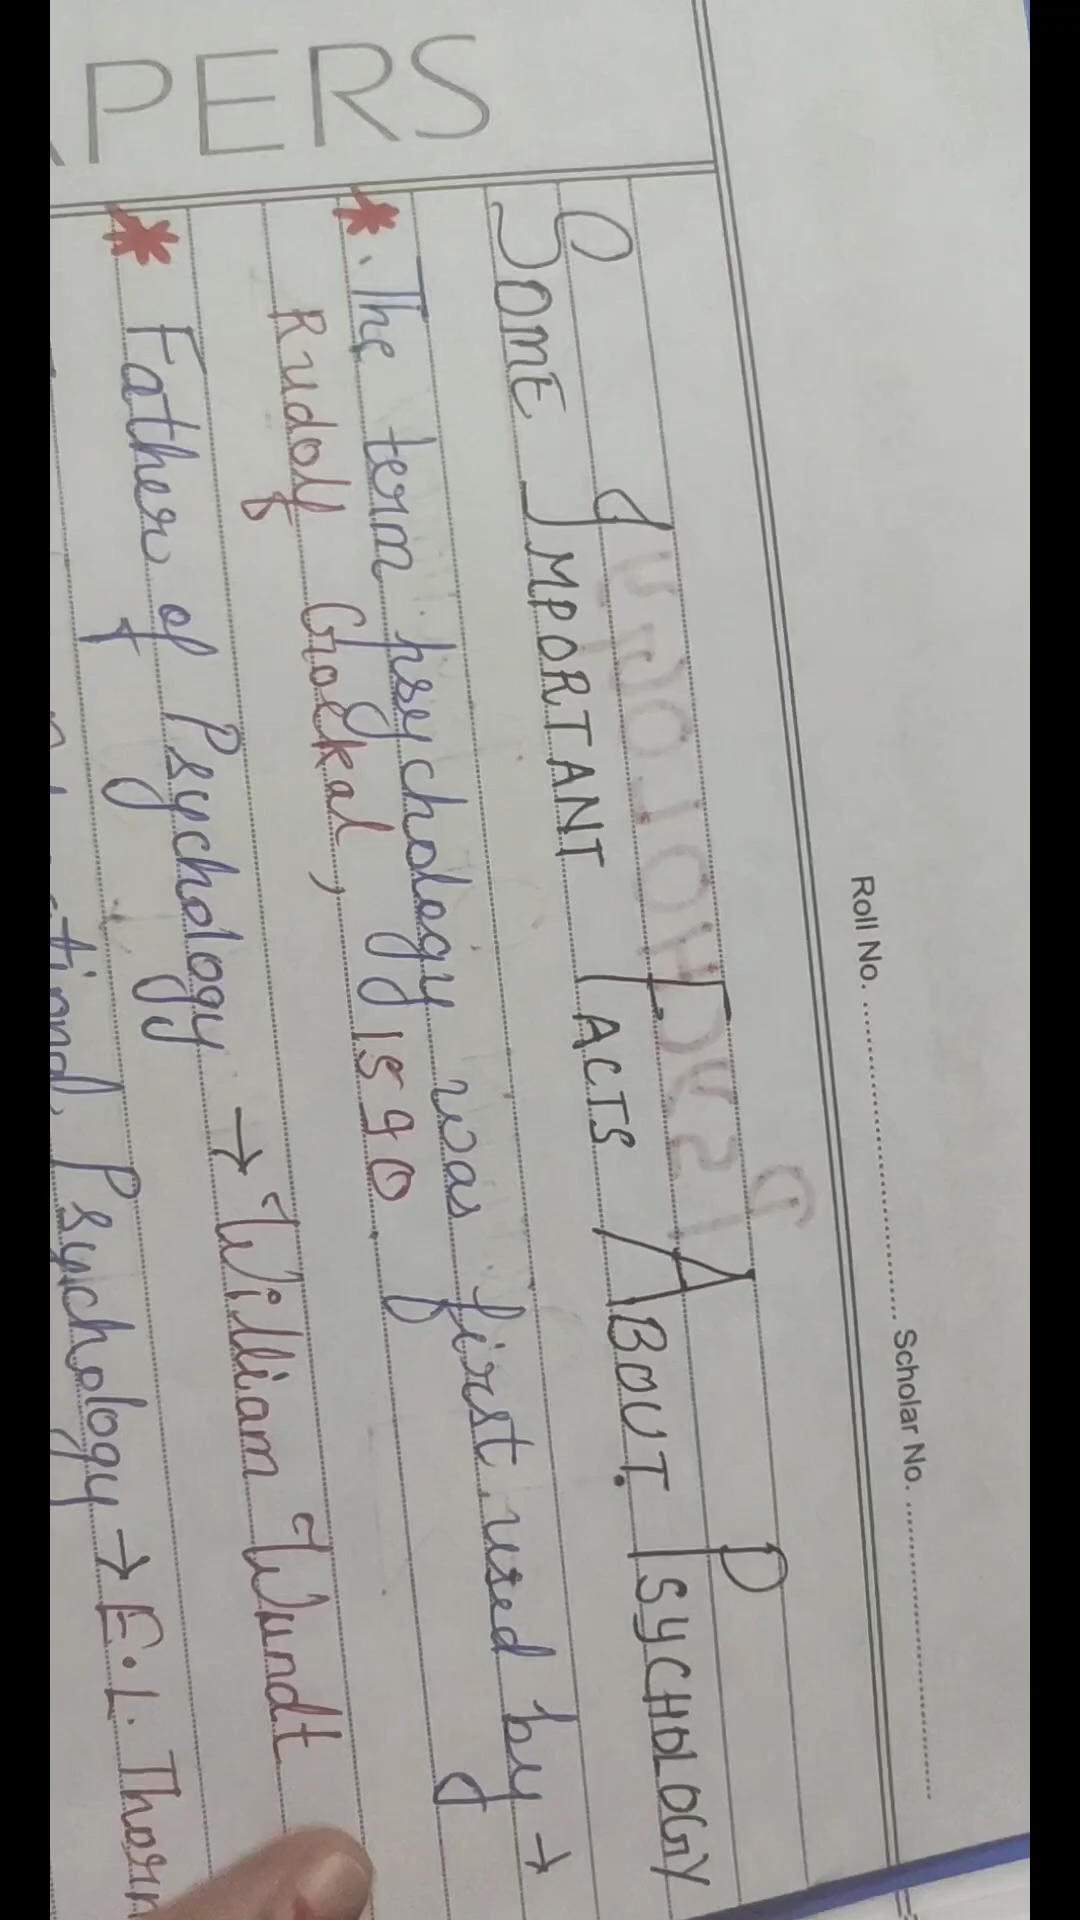 Roll No. .............................. Scholar No. ..............................
SOME IMPORTANT FACTS ABOUT PSYCHOLOGY
PERS
* The term psychology was first used by →
Rudolf Goekal, 1590
* Father of Psychology → William Wundt
Psychology → E.L. Thorn